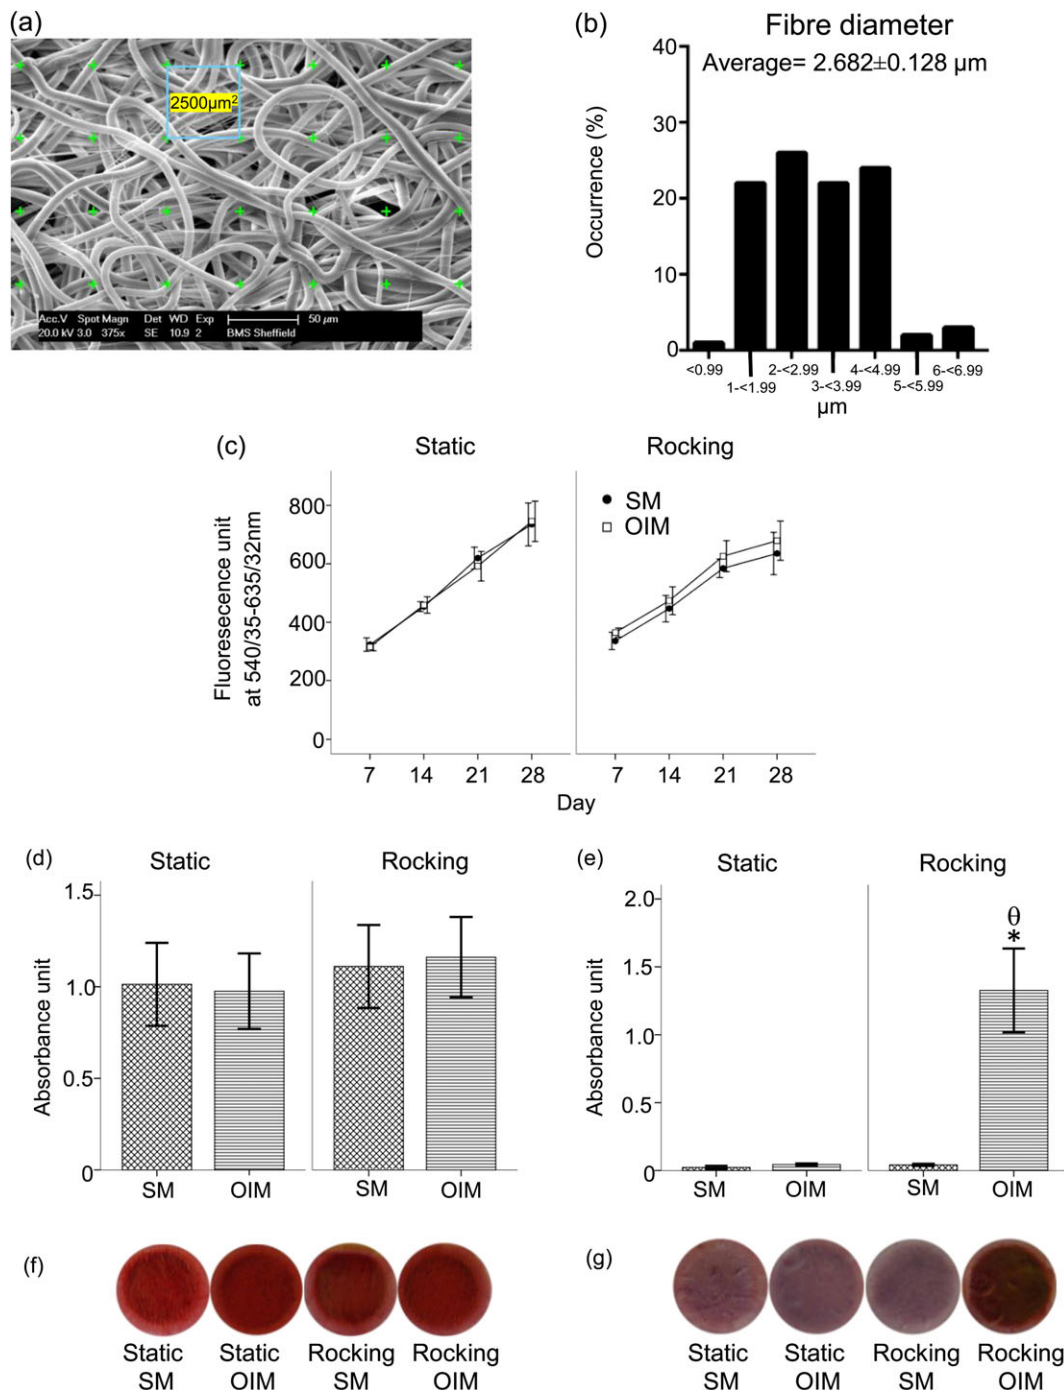 (a)
2500µm²
Acc.V Spot Magn Det WD Exp 50 µm
20.0 kV 3.0 375x SE 10.9 2 BMS Sheffield
(b)
Fibre diameter
Average= 2.682±0.128 µm
Occurrence (%)
40
30
20
10
0
<0.99 2-<2.99 4-<4.99 6-<6.99
1-<1.99 3-<3.99 5-<5.99
µm
(c)
Static Rocking
SM
OIM
Fluoresecence unit
at 540/35-635/32nm
800
600
400
200
0
7 14 21 28 7 14 21 28
Day
(d)
Static Rocking
Absorbance unit
1.5
1.0
0.5
0
SM OIM SM OIM
(e)
Static Rocking
Absorbance unit
2.0
1.5
1.0
0.5
0
θ
*
SM OIM SM OIM
(f)
Static Static Rocking Rocking
SM OIM SM OIM
(g)
Static Static Rocking Rocking
SM OIM SM OIM